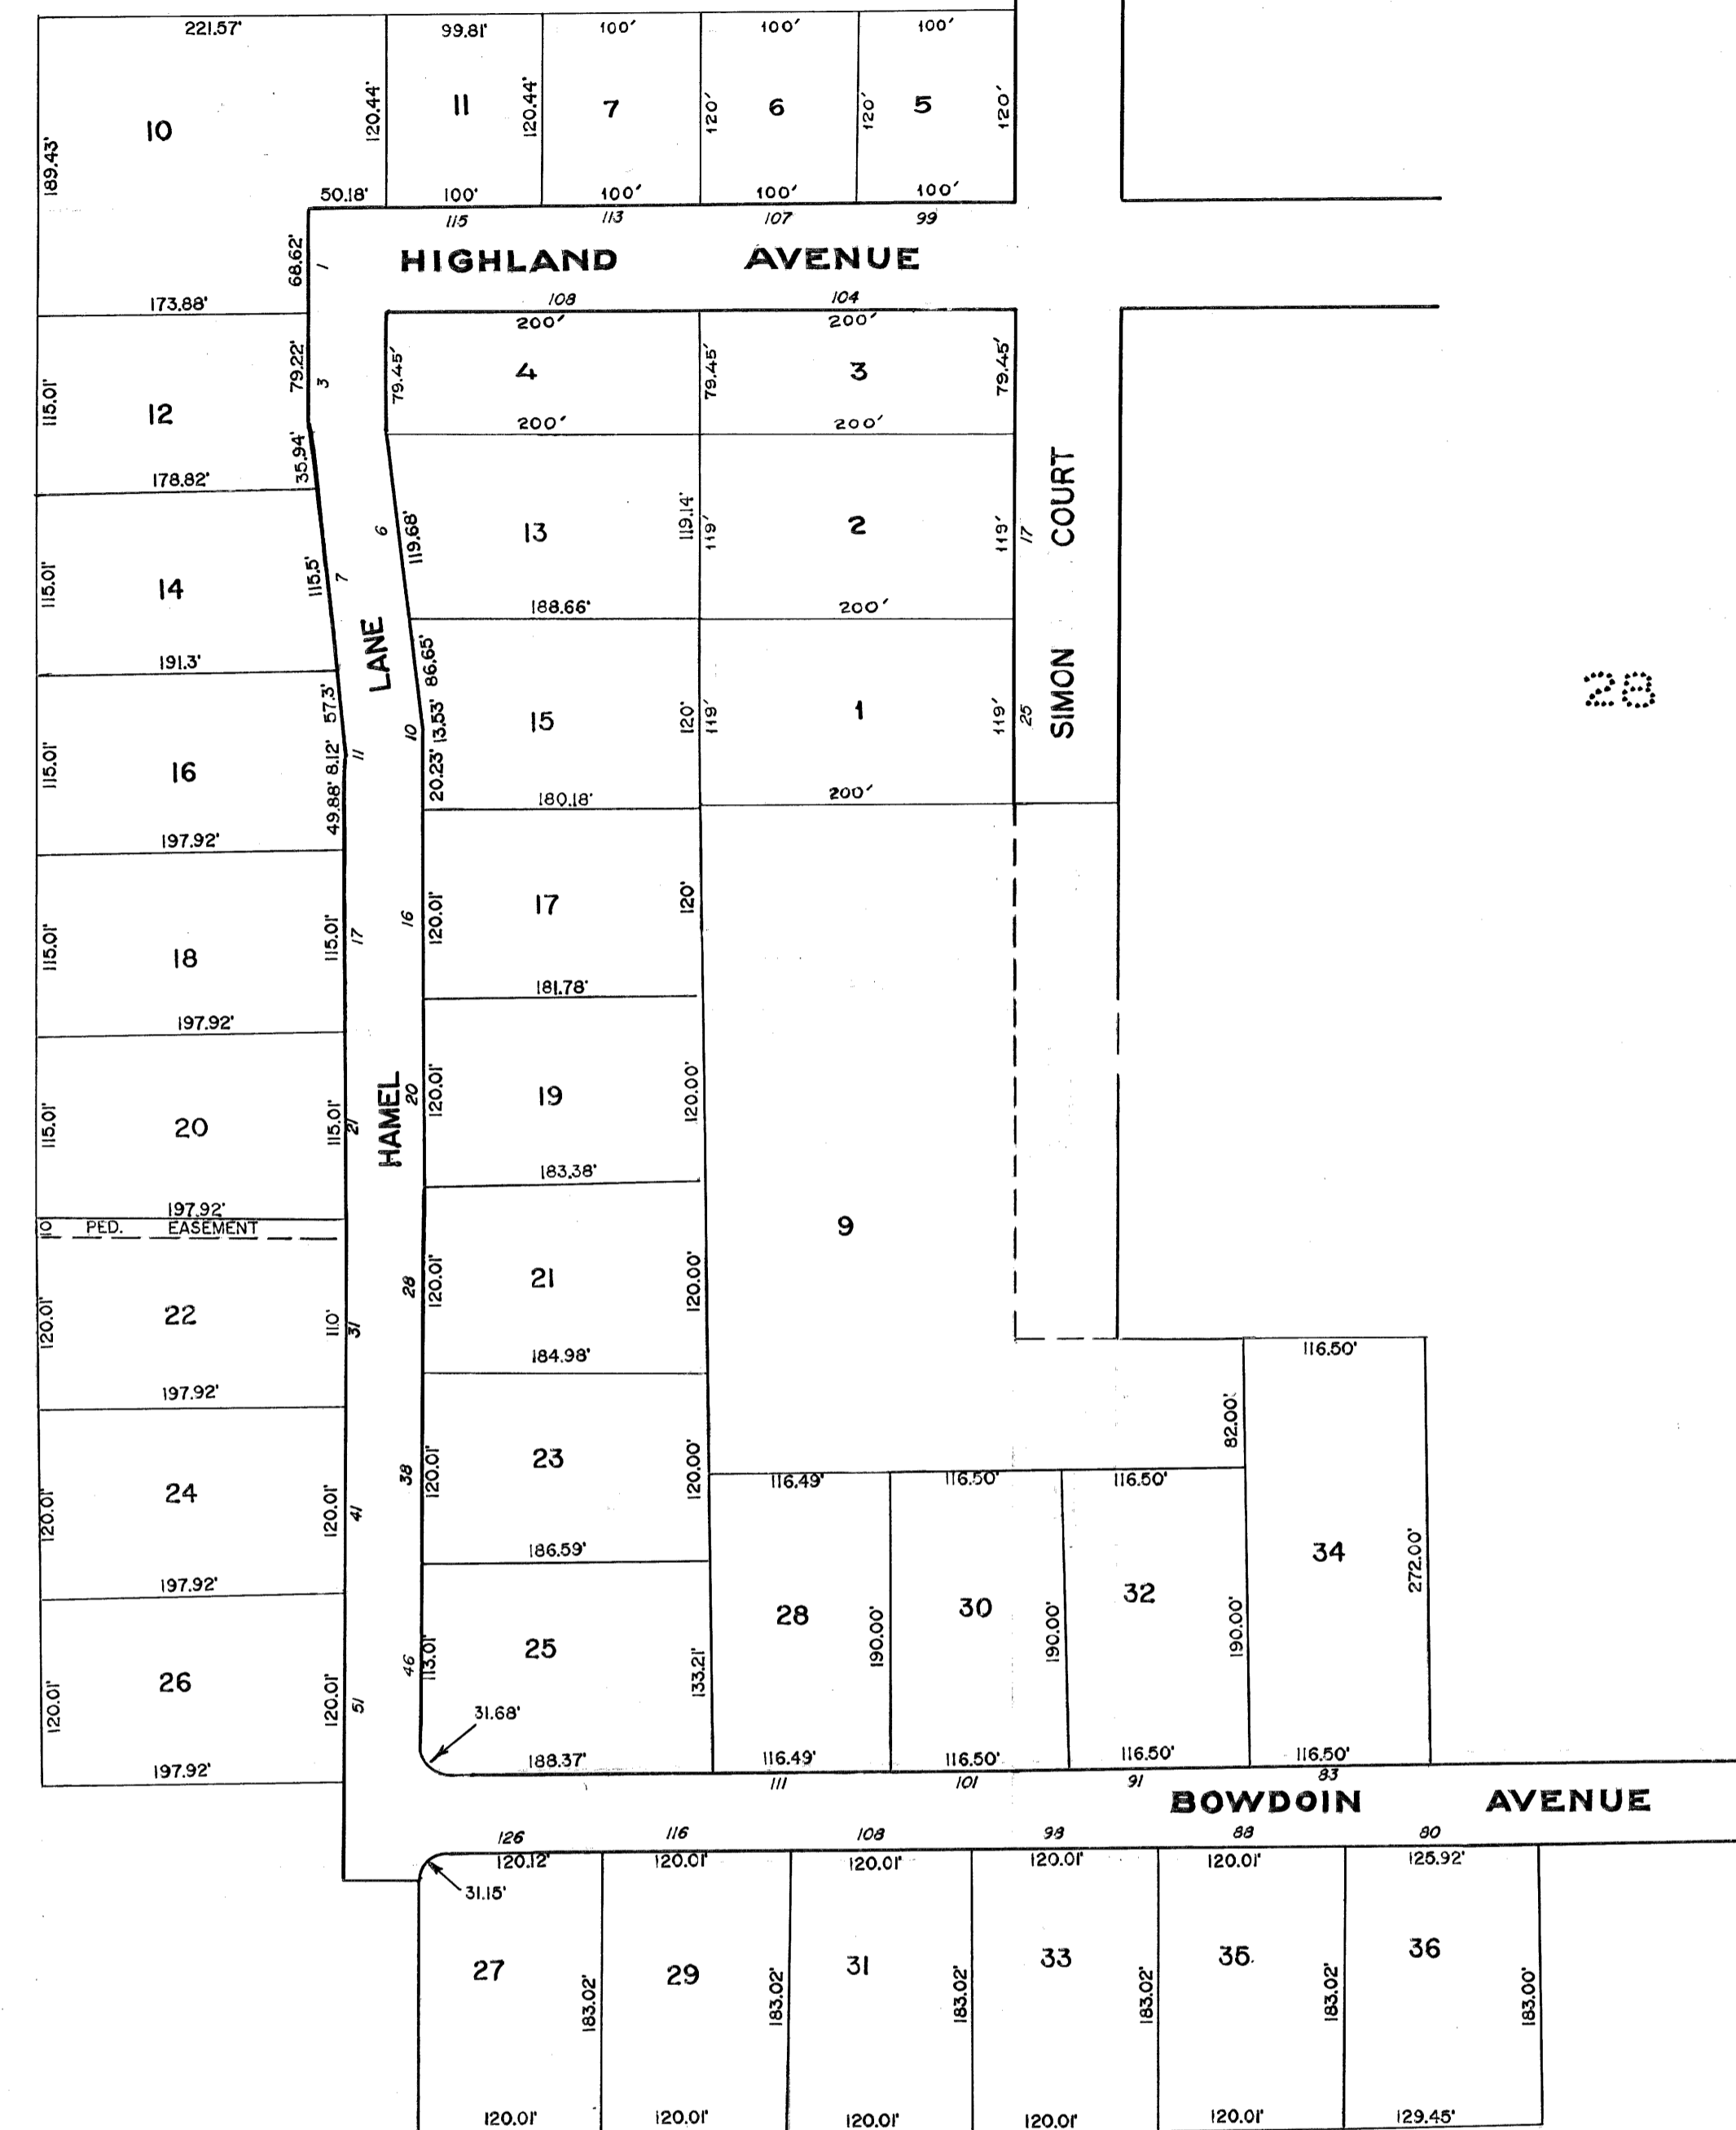 221.57' 99.81' 100' 100' 100'
10 189.43' 120.44' 11 120.44' 7 120' 6 120' 5 120'
50.18' 100' 100' 100' 100'
115 113 107 99
68.62' 1
HIGHLAND AVENUE
173.88' 108 104
200' 200'
115.01' 12 79.22' 3 79.45' 4 79.45' 3 79.45'
200' 200'
178.82' 35.94'
115.01' 14 115.5' 7 6 119.68' 13 119.14' 119' 2 119' 17
188.66' 200'
191.3'
LANE
SIMON COURT
28
115.01' 16 57.3' 8.12' 49.88' 11 10 86.65' 13.53' 20.23' 15 120' 119' 1 119' 25
180.18' 200'
197.92'
115.01' 18 115.01' 17 16 120.01' 17 120'
181.78'
197.92'
HAMEL
115.01' 20 115.01' 21 20 120.01' 19 120.00'
183.38'
197.92'
10 PED. EASEMENT
9
120.01' 22 11.0' 31 28 120.01' 21 120.00'
184.98' 116.50'
197.92' 82.00'
120.01' 24 120.01' 41 38 120.01' 23 120.00'
116.49' 116.50' 116.50'
186.59'
197.92'
120.01' 26 120.01' 51 46 113.01' 25 133.21' 28 190.00' 30 190.00' 32 190.00' 34 272.00'
31.68'
197.92' 188.37' 116.49' 116.50' 116.50' 116.50'
111 101 91 83
BOWDOIN AVENUE
126 116 108 98 88 80
120.12' 120.01' 120.01' 120.01' 120.01' 125.92'
31.15'
27 183.02' 29 183.02' 31 183.02' 33 183.02' 35 183.02' 36 183.00'
120.01' 120.01' 120.01' 120.01' 120.01' 129.45'